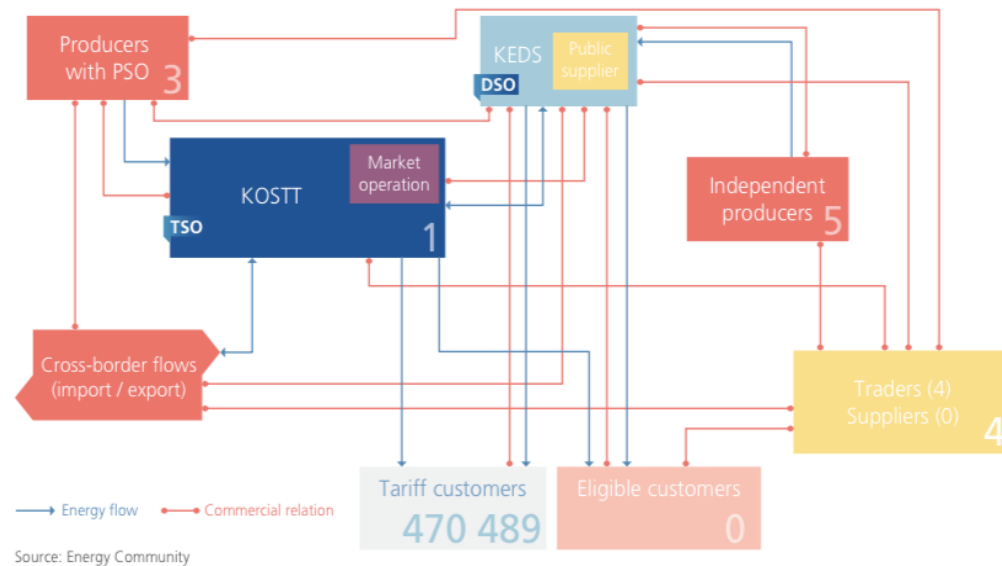 Producers
with PSO
3
KEDS
Public
supplier
DSO
KOSTT
Market
operation
TSO
1
Independent
producers
5
Cross-border flows
(import / export)
Traders (4)
Suppliers (0)
4
Tariff customers
470 489
Eligible customers
0
Energy flow
Commercial relation
Source: Energy Community